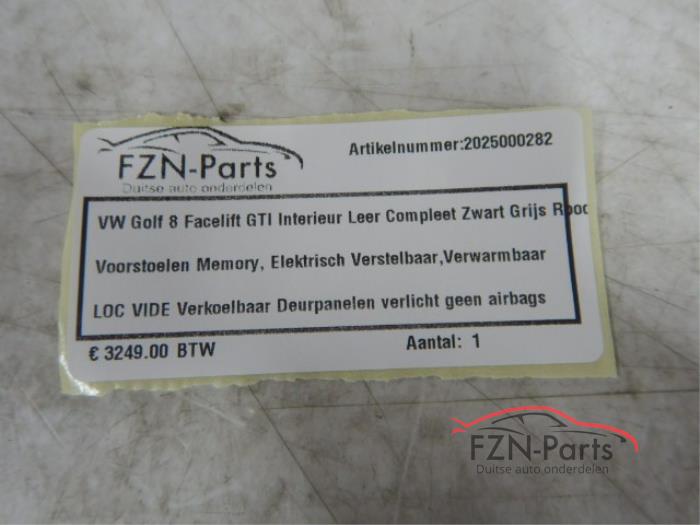 FZN-Parts
Duitse auto onderdelen
Artikelnummer:2025000282
VW Golf 8 Facelift GTI Interieur Leer Compleet Zwart Grijs Rood
Voorstoelen Memory, Elektrisch Verstelbaar,Verwarmbaar
LOC VIDE Verkoelbaar Deurpanelen verlicht geen airbags
€ 3249.00 BTW
Aantal: 1
FZN-Parts
Duitse auto onderdelen